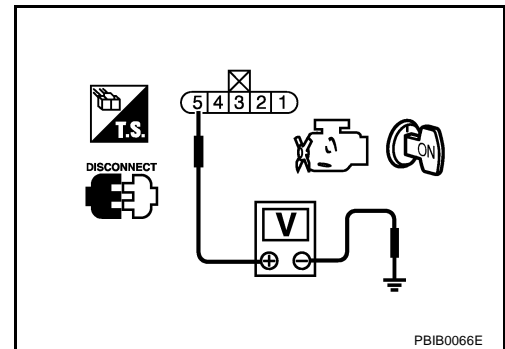 5 4 3 2 1
T.S.
ON
DISCONNECT
V
+ −
PBIB0066E